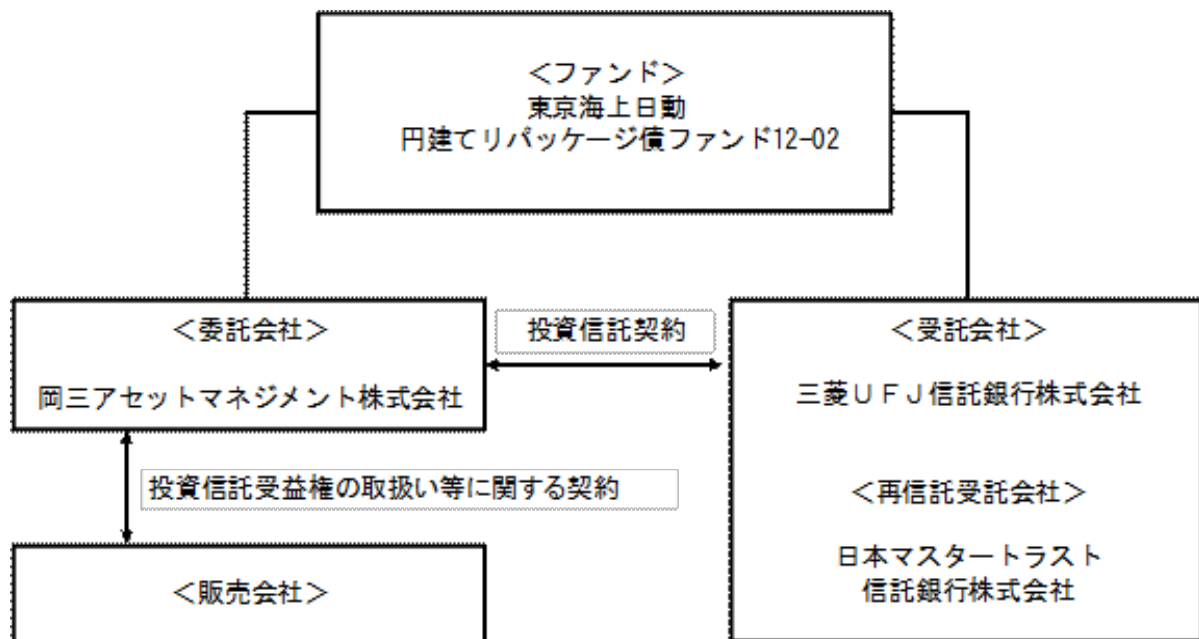 ＜ファンド＞
東京海上日動
円建てリパッケージ債ファンド12-02
＜委託会社＞
岡三アセットマネジメント株式会社
投資信託契約
＜受託会社＞
三菱ＵＦＪ信託銀行株式会社
＜再信託受託会社＞
日本マスタートラスト
信託銀行株式会社
投資信託受益権の取扱い等に関する契約
＜販売会社＞